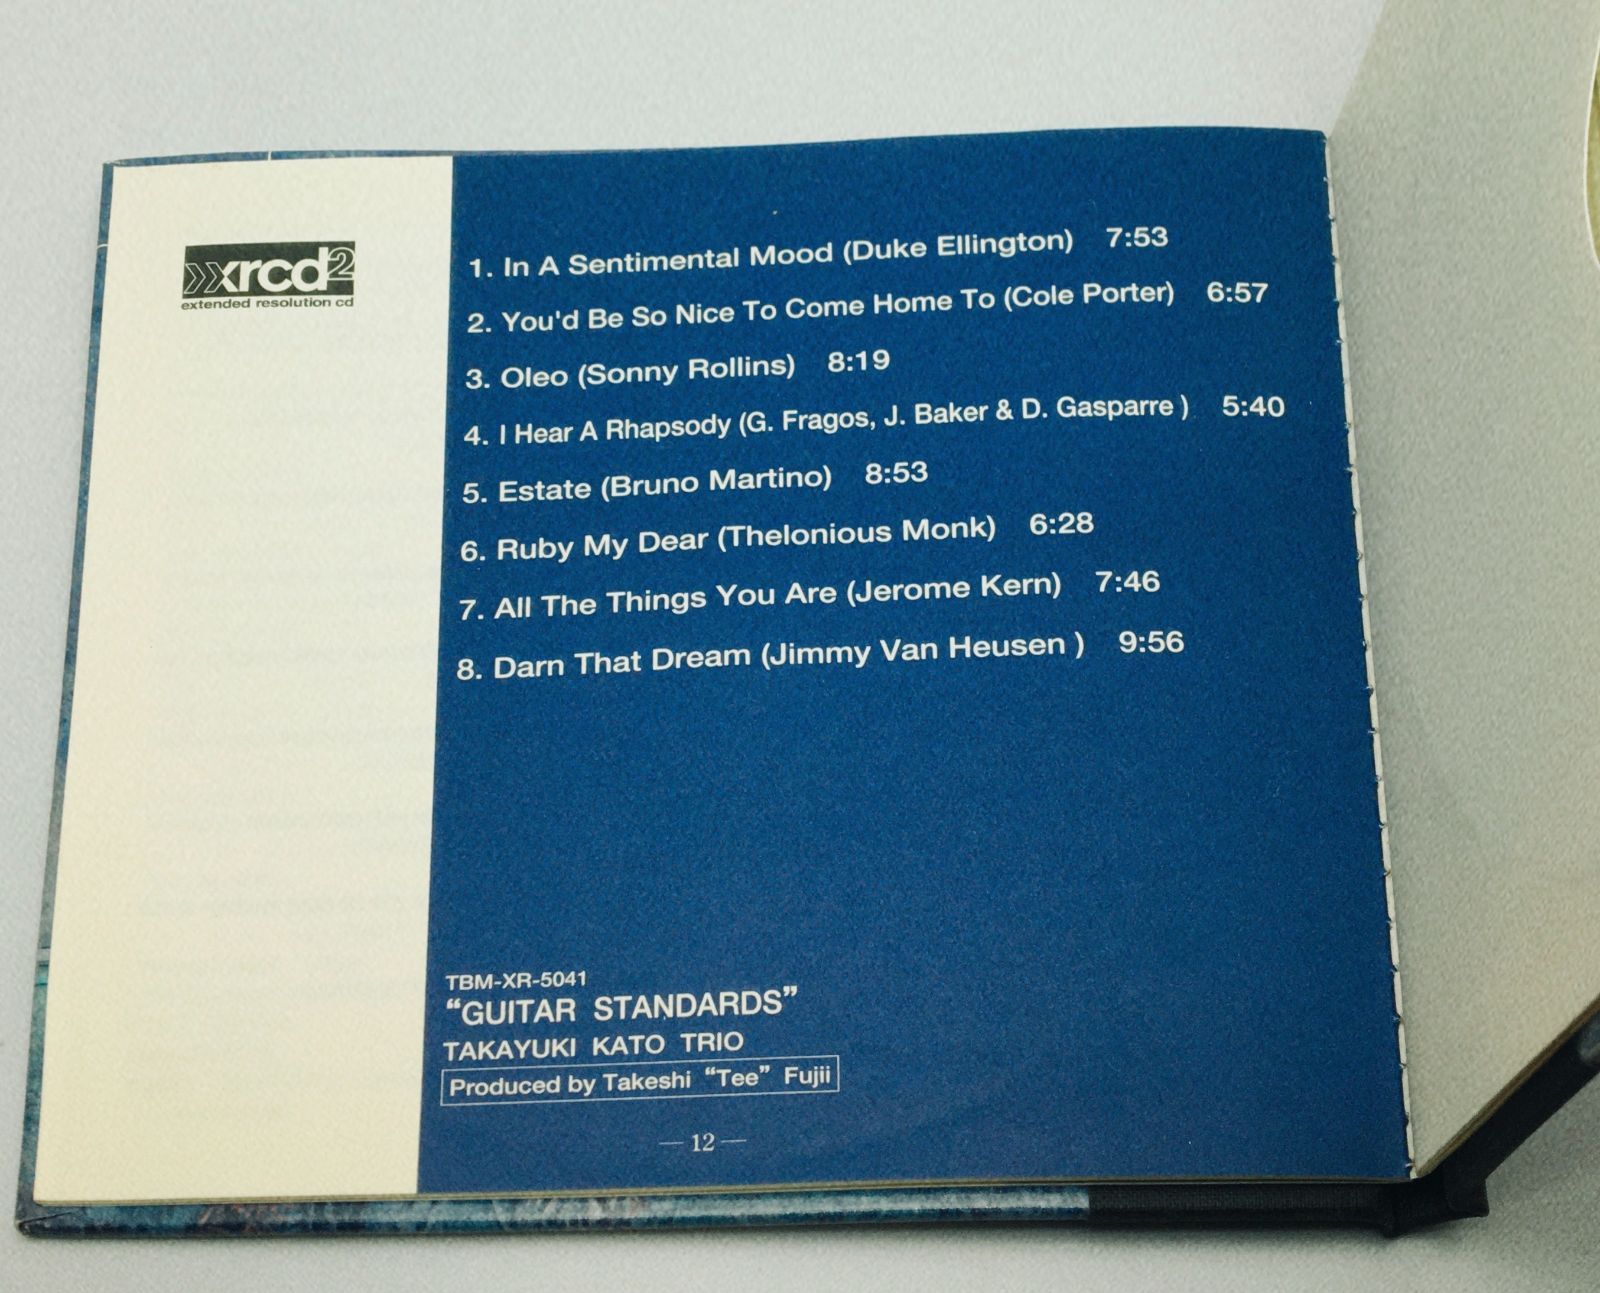 xrcd2
extended resolution cd
1. In A Sentimental Mood (Duke Ellington) 7:53
2. You'd Be So Nice To Come Home To (Cole Porter) 6:57
3. Oleo (Sonny Rollins) 8:19
4. I Hear A Rhapsody (G. Fragos, J. Baker & D. Gasparre ) 5:40
5. Estate (Bruno Martino) 8:53
6. Ruby My Dear (Thelonious Monk) 6:28
7. All The Things You Are (Jerome Kern) 7:46
8. Darn That Dream (Jimmy Van Heusen ) 9:56
TBM-XR-5041
“GUITAR STANDARDS”
TAKAYUKI KATO TRIO
Produced by Takeshi “Tee” Fujii
— 12 —